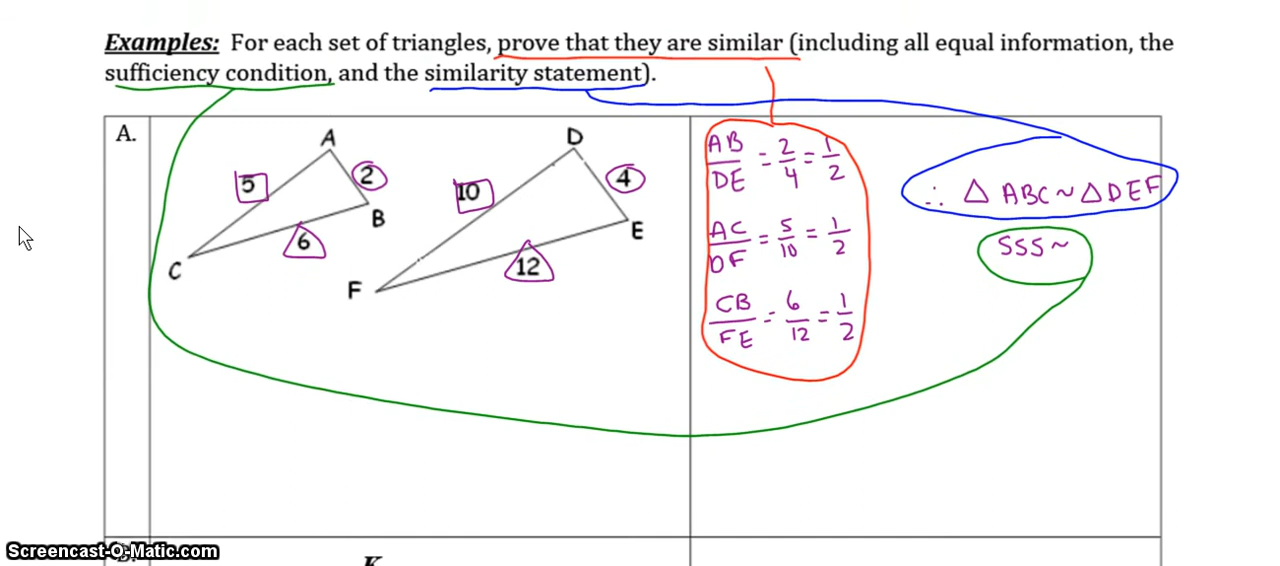 Examples: For each set of triangles, prove that they are similar (including all equal information, the
sufficiency condition, and the similarity statement).
A.
A
5
2
B
6
C
D
10
4
E
12
F
AB/DE = 2/4 = 1/2
AC/DF = 5/10 = 1/2
CB/FE = 6/12 = 1/2
∴ △ ABC ~ △ DEF
SSS ~
K
Screencast-O-Matic.com